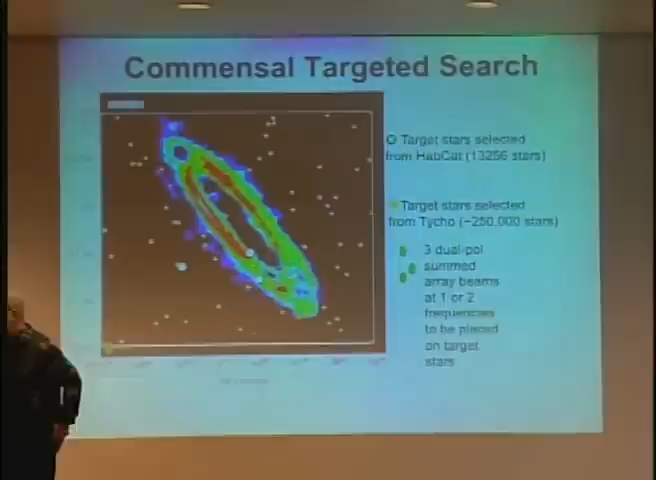 Commensal Targeted Search
Target stars selected
from HabCat (13256 stars)
Target stars selected
from Tycho (~250,000 stars)
3 dual-pol
summed
array beams
at 1 or 2
frequencies
to be placed
on target
stars